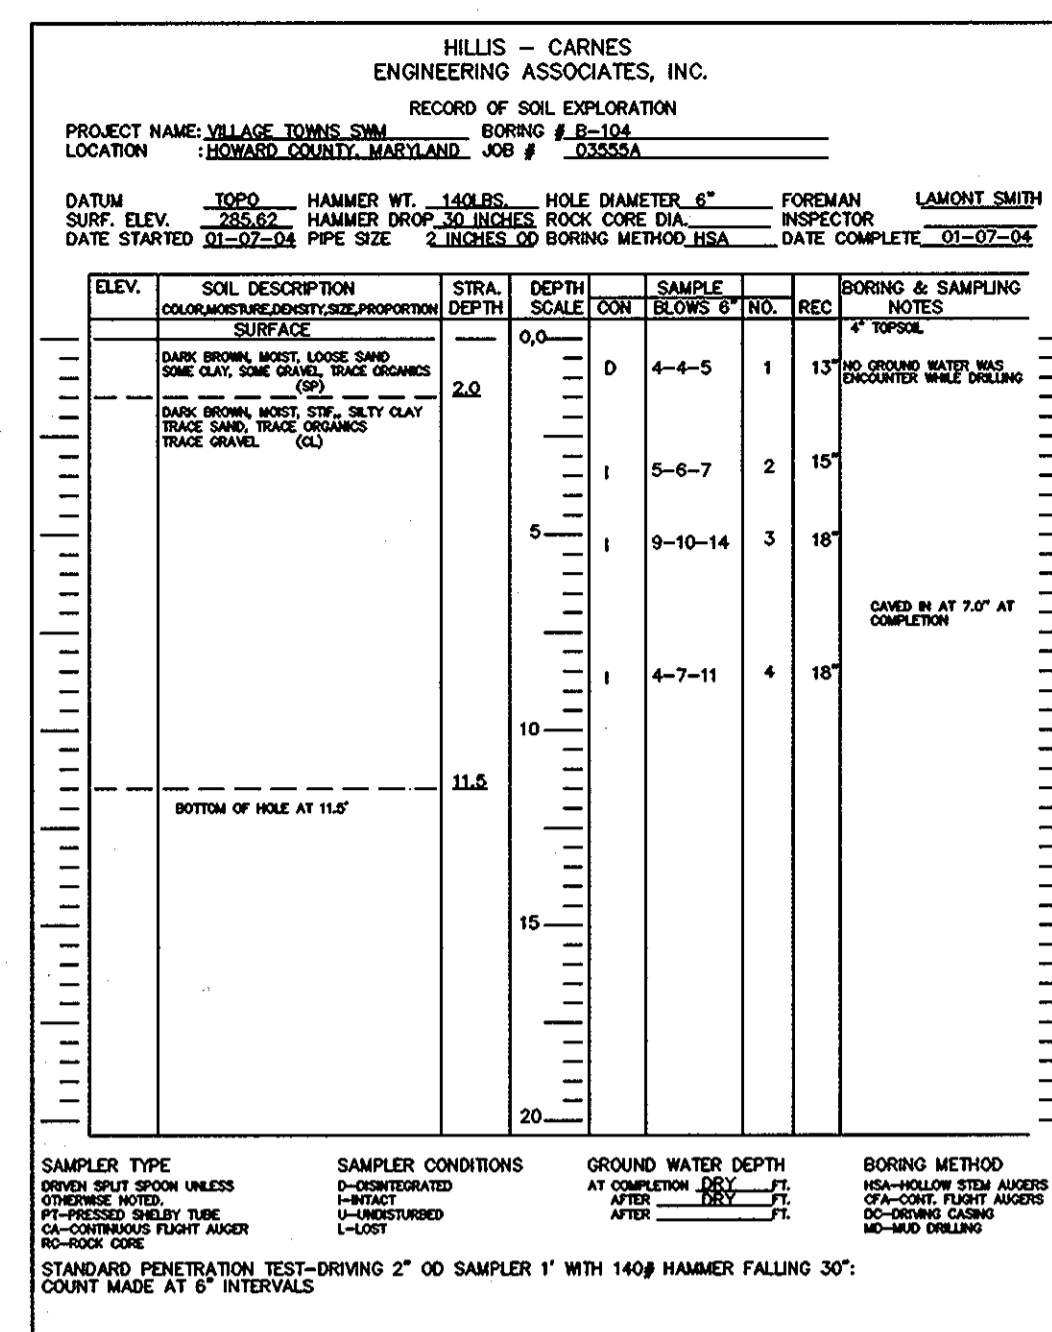 HILLIS – CARNES
ENGINEERING ASSOCIATES, INC.
RECORD OF SOIL EXPLORATION
PROJECT NAME: VILLAGE TOWNS SWM BORING # B–104
LOCATION : HOWARD COUNTY, MARYLAND JOB # 03555A
DATUM TOPO HAMMER WT. 140LBS. HOLE DIAMETER 6" FOREMAN LAMONT SMITH
SURF. ELEV. 285.62 HAMMER DROP 30 INCHES ROCK CORE DIA. INSPECTOR
DATE STARTED 01–07–04 PIPE SIZE 2 INCHES OD BORING METHOD HSA DATE COMPLETE 01–07–04
ELEV. SOIL DESCRIPTION STRA. DEPTH SAMPLE BORING & SAMPLING
COLOR,MOISTURE,DENSITY,SIZE,PROPORTION DEPTH SCALE CON BLOWS 6" NO. REC NOTES
SURFACE 0,0 4" TOPSOIL
DARK BROWN, MOIST, LOOSE SAND
SOME CLAY, SOME GRAVEL, TRACE ORGANICS
(SP) 2.0
D 4–4–5 1 13" NO GROUND WATER WAS
ENCOUNTER WHILE DRILLING
DARK BROWN, MOIST, STIF,, SILTY CLAY
TRACE SAND, TRACE ORGANICS
TRACE GRAVEL (CL)
I 5–6–7 2 15"
5 I 9–10–14 3 18"
CAVED IN AT 7.0" AT
COMPLETION
I 4–7–11 4 18"
10
11.5
BOTTOM OF HOLE AT 11.5'
15
20
SAMPLER TYPE
DRIVEN SPLIT SPOON UNLESS
OTHERWISE NOTED.
PT–PRESSED SHELBY TUBE
CA–CONTINUOUS FLIGHT AUGER
RC–ROCK CORE
SAMPLER CONDITIONS
D–DISINTEGRATED
I–INTACT
U–UNDISTURBED
L–LOST
GROUND WATER DEPTH
AT COMPLETION DRY FT.
AFTER DRY FT.
AFTER FT.
BORING METHOD
HSA–HOLLOW STEM AUGERS
CFA–CONT. FLIGHT AUGERS
DC–DRIVING CASING
MD–MUD DRILLING
STANDARD PENETRATION TEST–DRIVING 2" OD SAMPLER 1' WITH 140# HAMMER FALLING 30":
COUNT MADE AT 6" INTERVALS